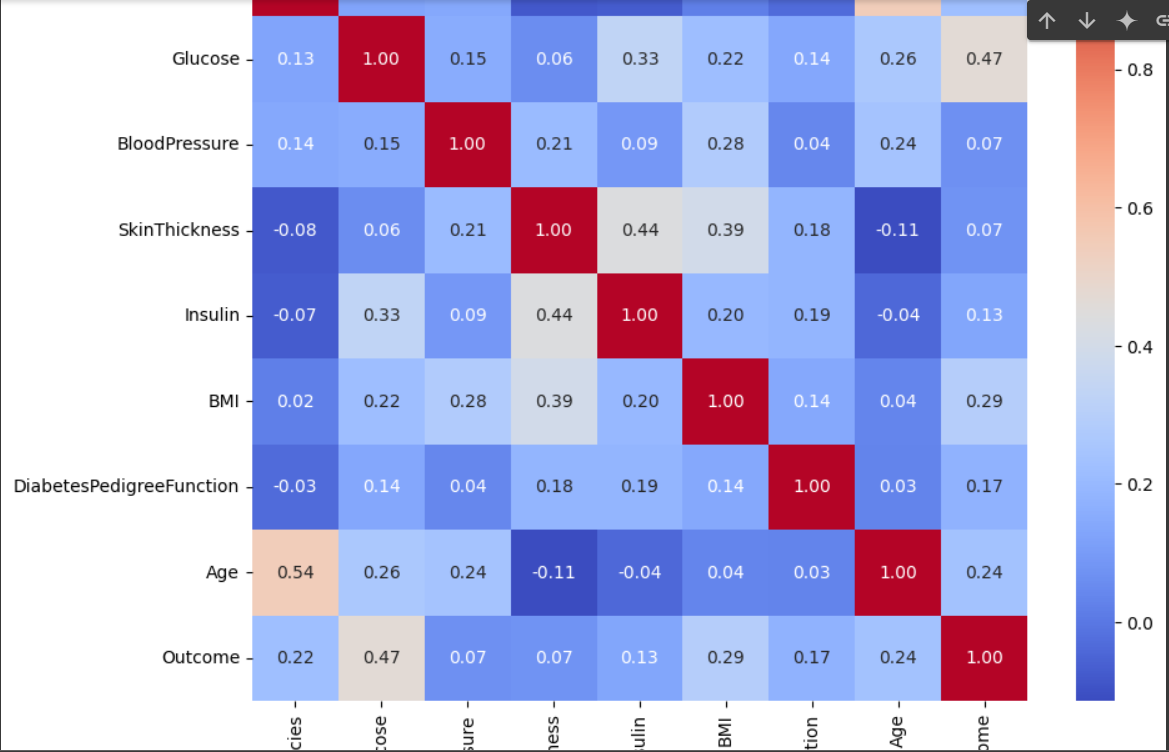 Glucose 0.13 1.00 0.15 0.06 0.33 0.22 0.14 0.26 0.47
BloodPressure 0.14 0.15 1.00 0.21 0.09 0.28 0.04 0.24 0.07
SkinThickness -0.08 0.06 0.21 1.00 0.44 0.39 0.18 -0.11 0.07
Insulin -0.07 0.33 0.09 0.44 1.00 0.20 0.19 -0.04 0.13
BMI 0.02 0.22 0.28 0.39 0.20 1.00 0.14 0.04 0.29
DiabetesPedigreeFunction -0.03 0.14 0.04 0.18 0.19 0.14 1.00 0.03 0.17
Age 0.54 0.26 0.24 -0.11 -0.04 0.04 0.03 1.00 0.24
Outcome 0.22 0.47 0.07 0.07 0.13 0.29 0.17 0.24 1.00
cies cose sure ness ulin BMI tion Age ome
0.8
0.6
0.4
0.2
0.0